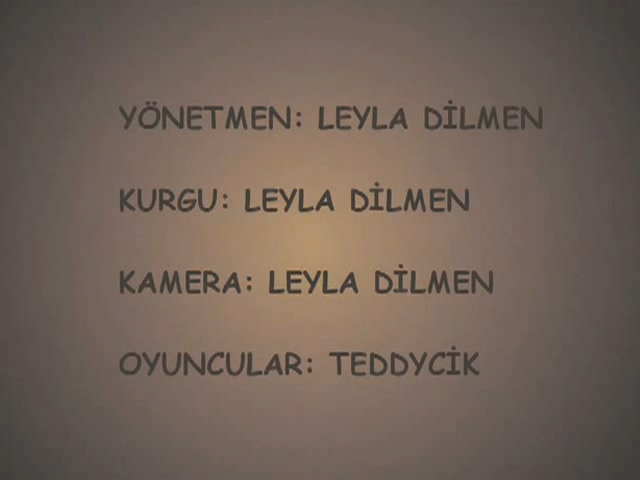 YÖNETMEN: LEYLA DİLMEN
KURGU: LEYLA DİLMEN
KAMERA: LEYLA DİLMEN
OYUNCULAR: TEDDYCİK